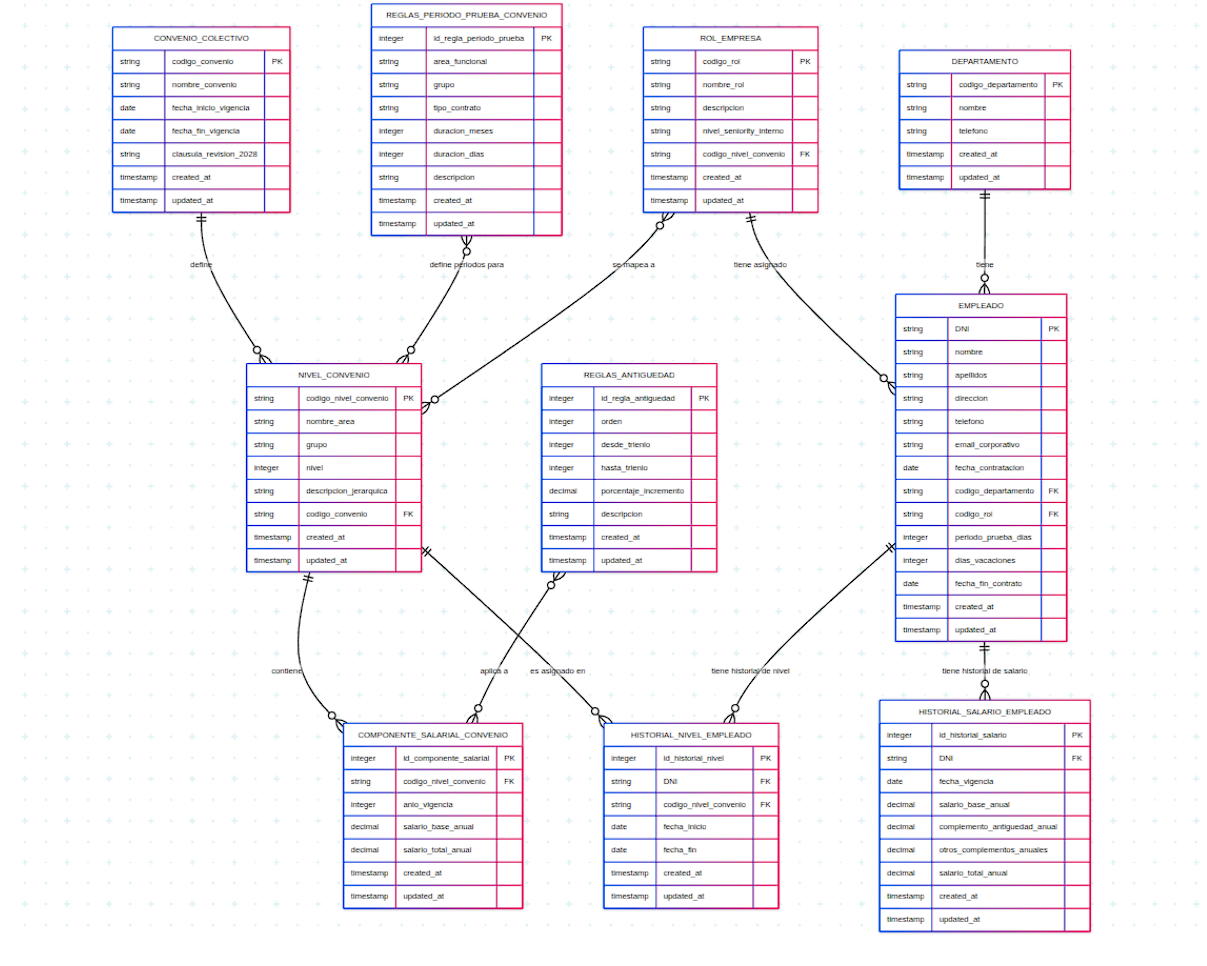 CONVENIO_COLECTIVO
string codigo_convenio PK
string nombre_convenio
date fecha_inicio_vigencia
date fecha_fin_vigencia
string clausula_revision_2028
timestamp created_at
timestamp updated_at
REGLAS_PERIODO_PRUEBA_CONVENIO
integer id_regla_periodo_prueba PK
string area_funcional
string grupo
string tipo_contrato
integer duracion_meses
integer duracion_dias
string descripcion
timestamp created_at
timestamp updated_at
ROL_EMPRESA
string codigo_rol PK
string nombre_rol
string descripcion
string nivel_seniority_interno
string codigo_nivel_convenio FK
timestamp created_at
timestamp updated_at
DEPARTAMENTO
string codigo_departamento PK
string nombre
string telefono
timestamp created_at
timestamp updated_at
define
define periodos para
se mapea a
tiene asignado
tiene
NIVEL_CONVENIO
string codigo_nivel_convenio PK
string nombre_area
string grupo
integer nivel
string descripcion_jerarquica
string codigo_convenio FK
timestamp created_at
timestamp updated_at
REGLAS_ANTIGUEDAD
integer id_regla_antiguedad PK
integer orden
integer desde_trienio
integer hasta_trienio
decimal porcentaje_incremento
string descripcion
timestamp created_at
timestamp updated_at
EMPLEADO
string DNI PK
string nombre
string apellidos
string direccion
string telefono
string email_corporativo
date fecha_contratacion
string codigo_departamento FK
string codigo_rol FK
integer periodo_prueba_dias
integer dias_vacaciones
date fecha_fin_contrato
timestamp created_at
timestamp updated_at
contiene
aplica a
es asignado en
tiene historial de nivel
tiene historial de salario
COMPONENTE_SALARIAL_CONVENIO
integer id_componente_salarial PK
string codigo_nivel_convenio FK
integer anio_vigencia
decimal salario_base_anual
decimal salario_total_anual
timestamp created_at
timestamp updated_at
HISTORIAL_NIVEL_EMPLEADO
integer id_historial_nivel PK
string DNI FK
string codigo_nivel_convenio FK
date fecha_inicio
date fecha_fin
timestamp created_at
timestamp updated_at
HISTORIAL_SALARIO_EMPLEADO
integer id_historial_salario PK
string DNI FK
date fecha_vigencia
decimal salario_base_anual
decimal complemento_antiguedad_anual
decimal otros_complementos_anuales
decimal salario_total_anual
timestamp created_at
timestamp updated_at